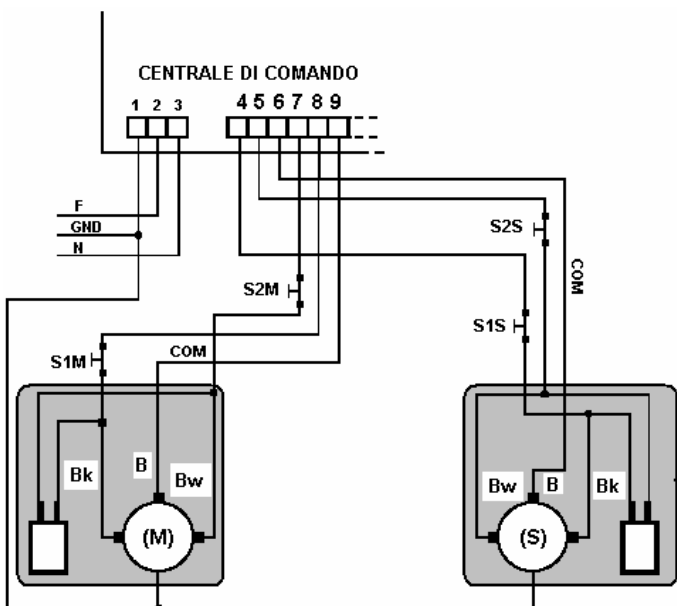 CENTRALE DI COMANDO
1 2 3 4 5 6 7 8 9
F
GND
N
S2S
COM
S2M
S1S
S1M
COM
Bk
B
Bw
Bw
B
Bk
(M)
(S)